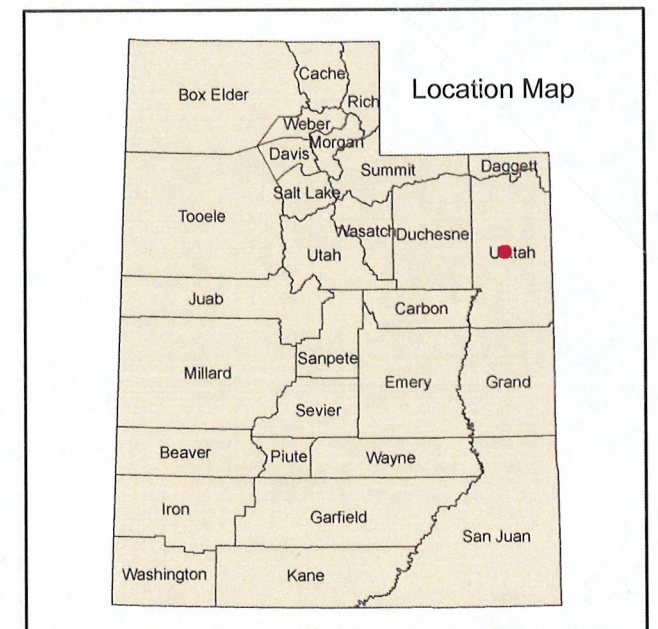 Location Map
Cache
Box Elder
Rich
Weber
Morgan
Davis
Summit
Daggett
Salt Lake
Tooele
Wasatch
Duchesne
Uintah
Utah
Juab
Carbon
Sanpete
Millard
Emery
Grand
Sevier
Beaver
Piute
Wayne
Iron
Garfield
San Juan
Washington
Kane